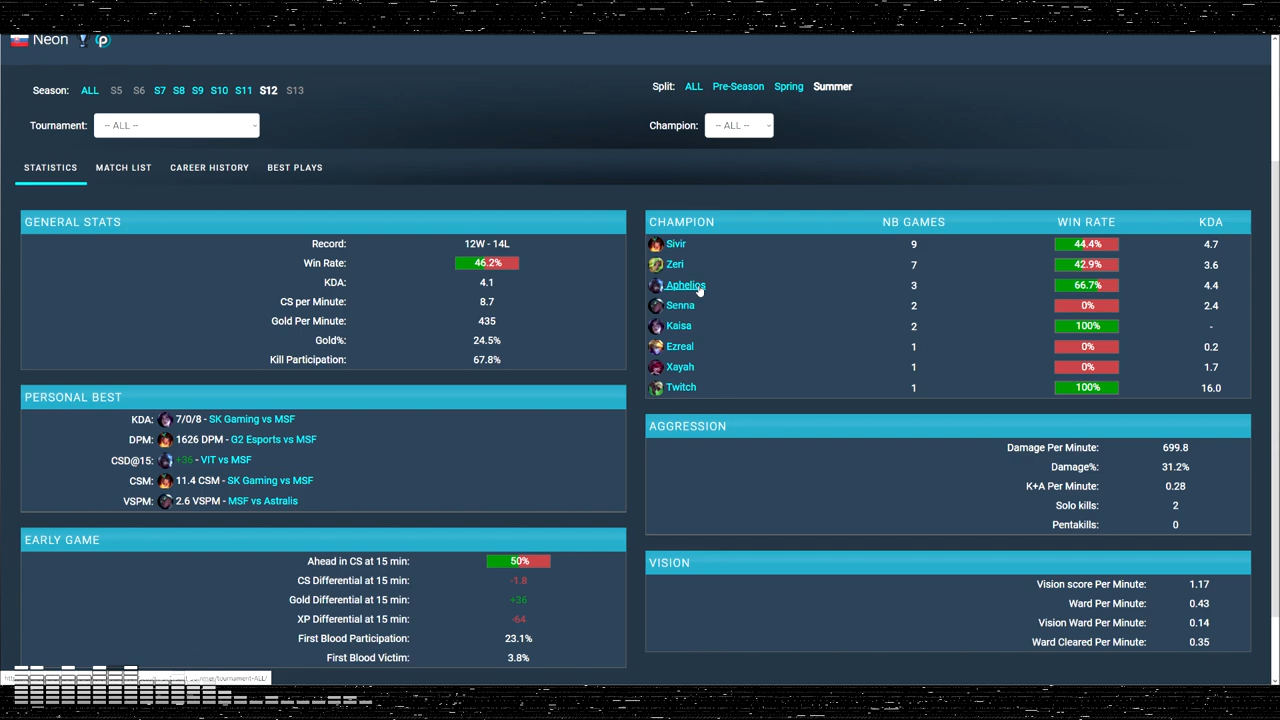 Neon
Season: ALL S5 S6 S7 S8 S9 S10 S11 S12 S13
Split: ALL Pre-Season Spring Summer
Tournament: -- ALL --
Champion: -- ALL --
STATISTICS MATCH LIST CAREER HISTORY BEST PLAYS
GENERAL STATS
Record: 12W - 14L
Win Rate: 46.2%
KDA: 4.1
CS per Minute: 8.7
Gold Per Minute: 435
Gold%: 24.5%
Kill Participation: 67.8%
PERSONAL BEST
KDA: 7/0/8 - SK Gaming vs MSF
DPM: 1626 DPM - G2 Esports vs MSF
CSD@15: +36 - VIT vs MSF
CSM: 11.4 CSM - SK Gaming vs MSF
VSPM: 2.6 VSPM - MSF vs Astralis
EARLY GAME
Ahead in CS at 15 min: 50%
CS Differential at 15 min: -1.8
Gold Differential at 15 min: +36
XP Differential at 15 min: -64
First Blood Participation: 23.1%
First Blood Victim: 3.8%
CHAMPION NB GAMES WIN RATE KDA
Sivir 9 44.4% 4.7
Zeri 7 42.9% 3.6
Aphelios 3 66.7% 4.4
Senna 2 0% 2.4
Kaisa 2 100% -
Ezreal 1 0% 0.2
Xayah 1 0% 1.7
Twitch 1 100% 16.0
AGGRESSION
Damage Per Minute: 699.8
Damage%: 31.2%
K+A Per Minute: 0.28
Solo kills: 2
Pentakills: 0
VISION
Vision score Per Minute: 1.17
Ward Per Minute: 0.43
Vision Ward Per Minute: 0.14
Ward Cleared Per Minute: 0.35